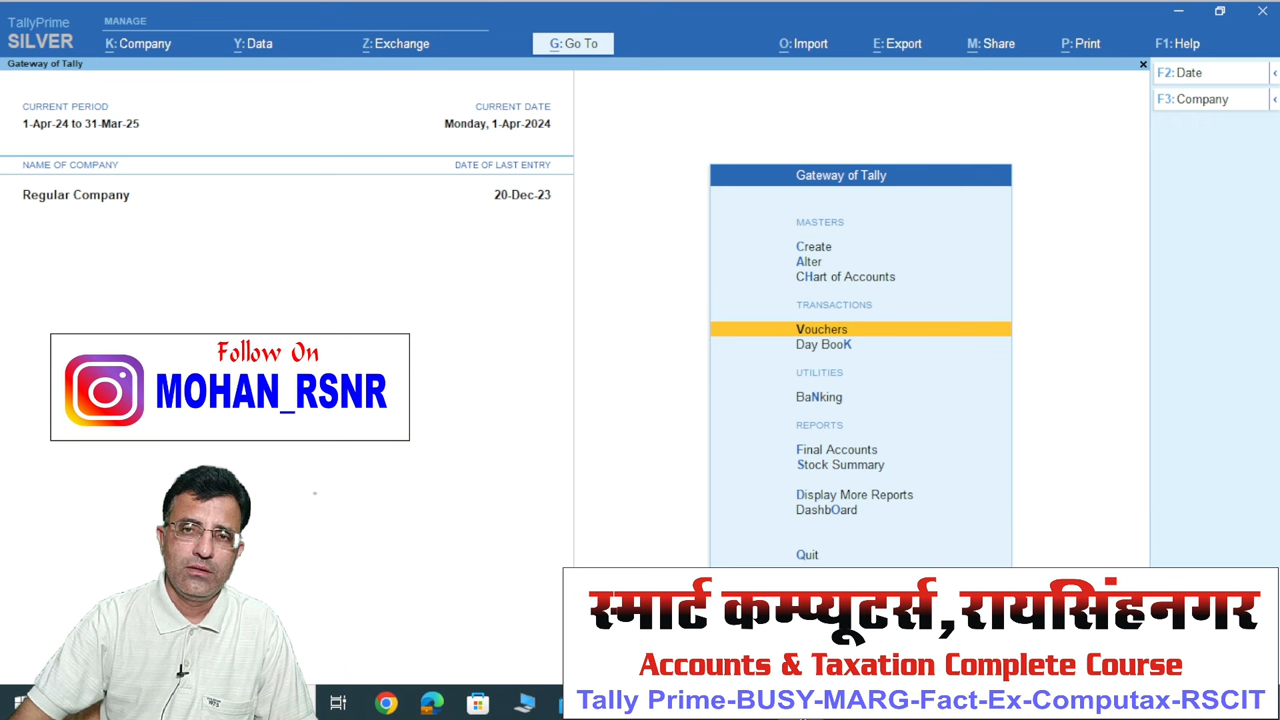 TallyPrime
SILVER
MANAGE
K: Company
Y: Data
Z: Exchange
G: Go To
O: Import
E: Export
M: Share
P: Print
F1: Help
Gateway of Tally
F2: Date
F3: Company
CURRENT PERIOD
CURRENT DATE
1-Apr-24 to 31-Mar-25
Monday, 1-Apr-2024
NAME OF COMPANY
DATE OF LAST ENTRY
Regular Company
20-Dec-23
Gateway of Tally
MASTERS
Create
Alter
CHart of Accounts
TRANSACTIONS
Vouchers
Day BooK
UTILITIES
BaNking
REPORTS
Final Accounts
Stock Summary
Display More Reports
DashbOard
Quit
Follow On
MOHAN_RSNR
स्मार्ट कम्प्यूटर्स,रायसिंहनगर
Accounts & Taxation Complete Course
Tally Prime-BUSY-MARG-Fact-Ex-Computax-RSCIT